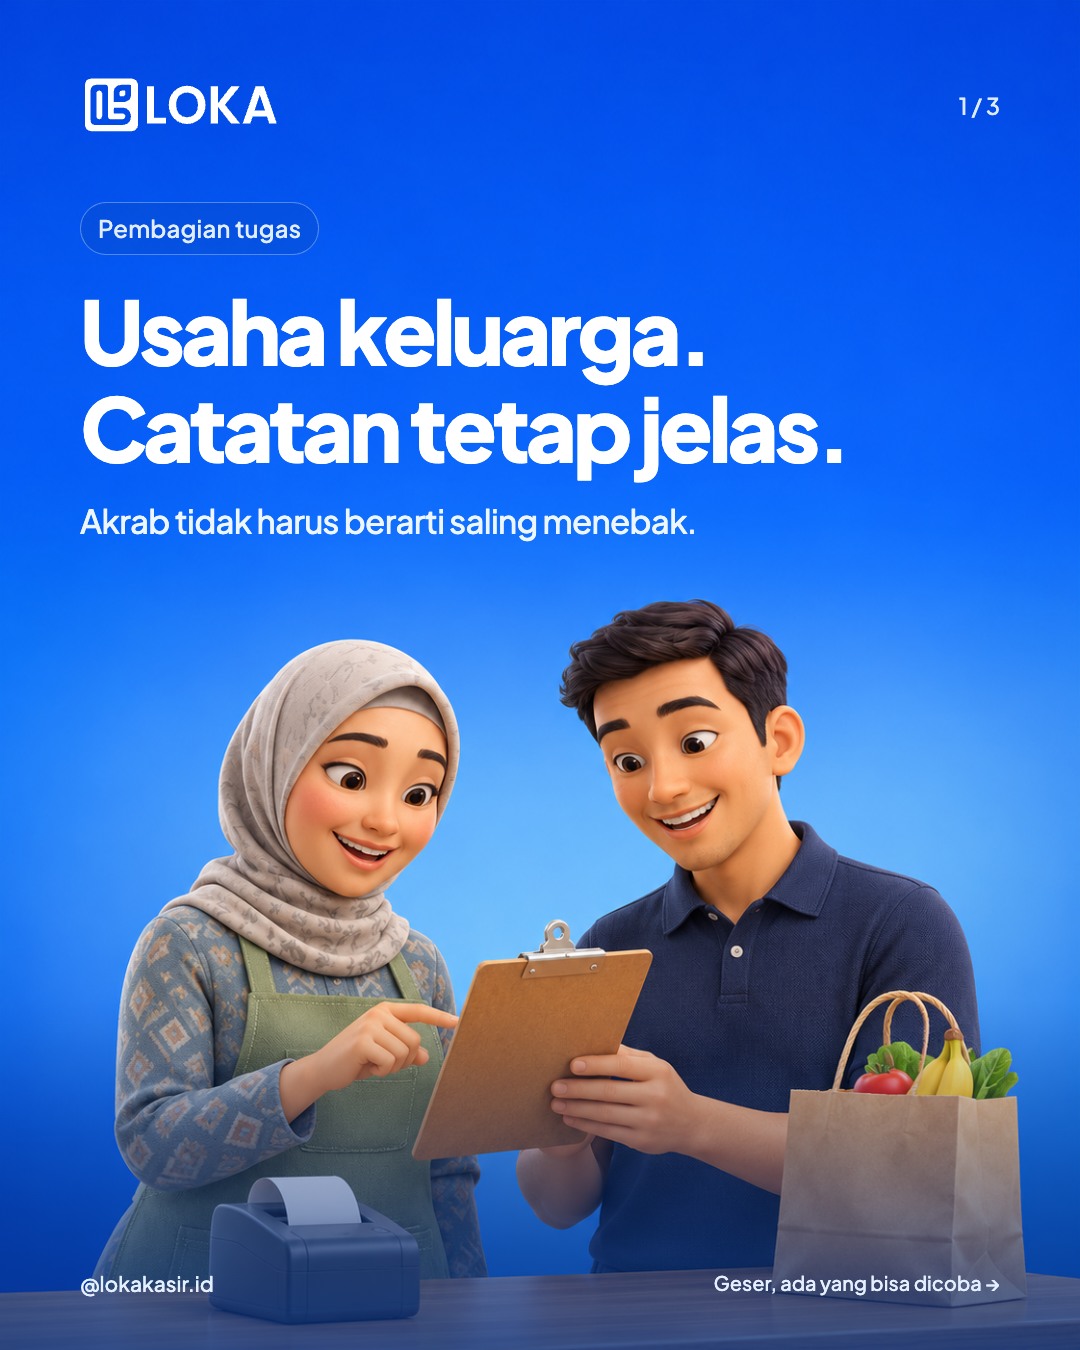 LOKA
1 / 3
Pembagian tugas
Usaha keluarga.
Catatan tetap jelas.
Akrab tidak harus berarti saling menebak.
@lokakasir.id
Geser, ada yang bisa dicoba →